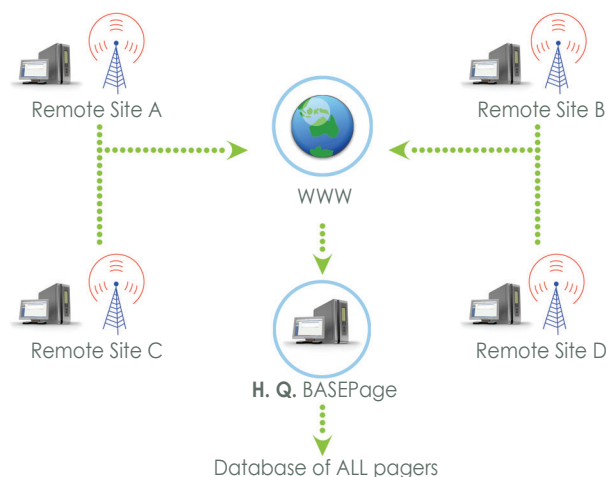 Remote Site A
Remote Site B
WWW
Remote Site C
Remote Site D
H. Q. BASEPage
Database of ALL pagers